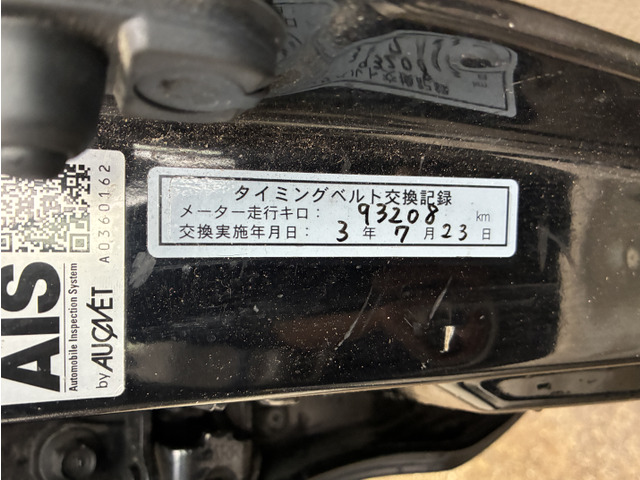 タイミングベルト交換記録
メーター走行キロ: 93208 km
交換実施年月日: 3 年 7 月 23 日
A0360162
AIS
Automobile Inspection System
by AUCNET